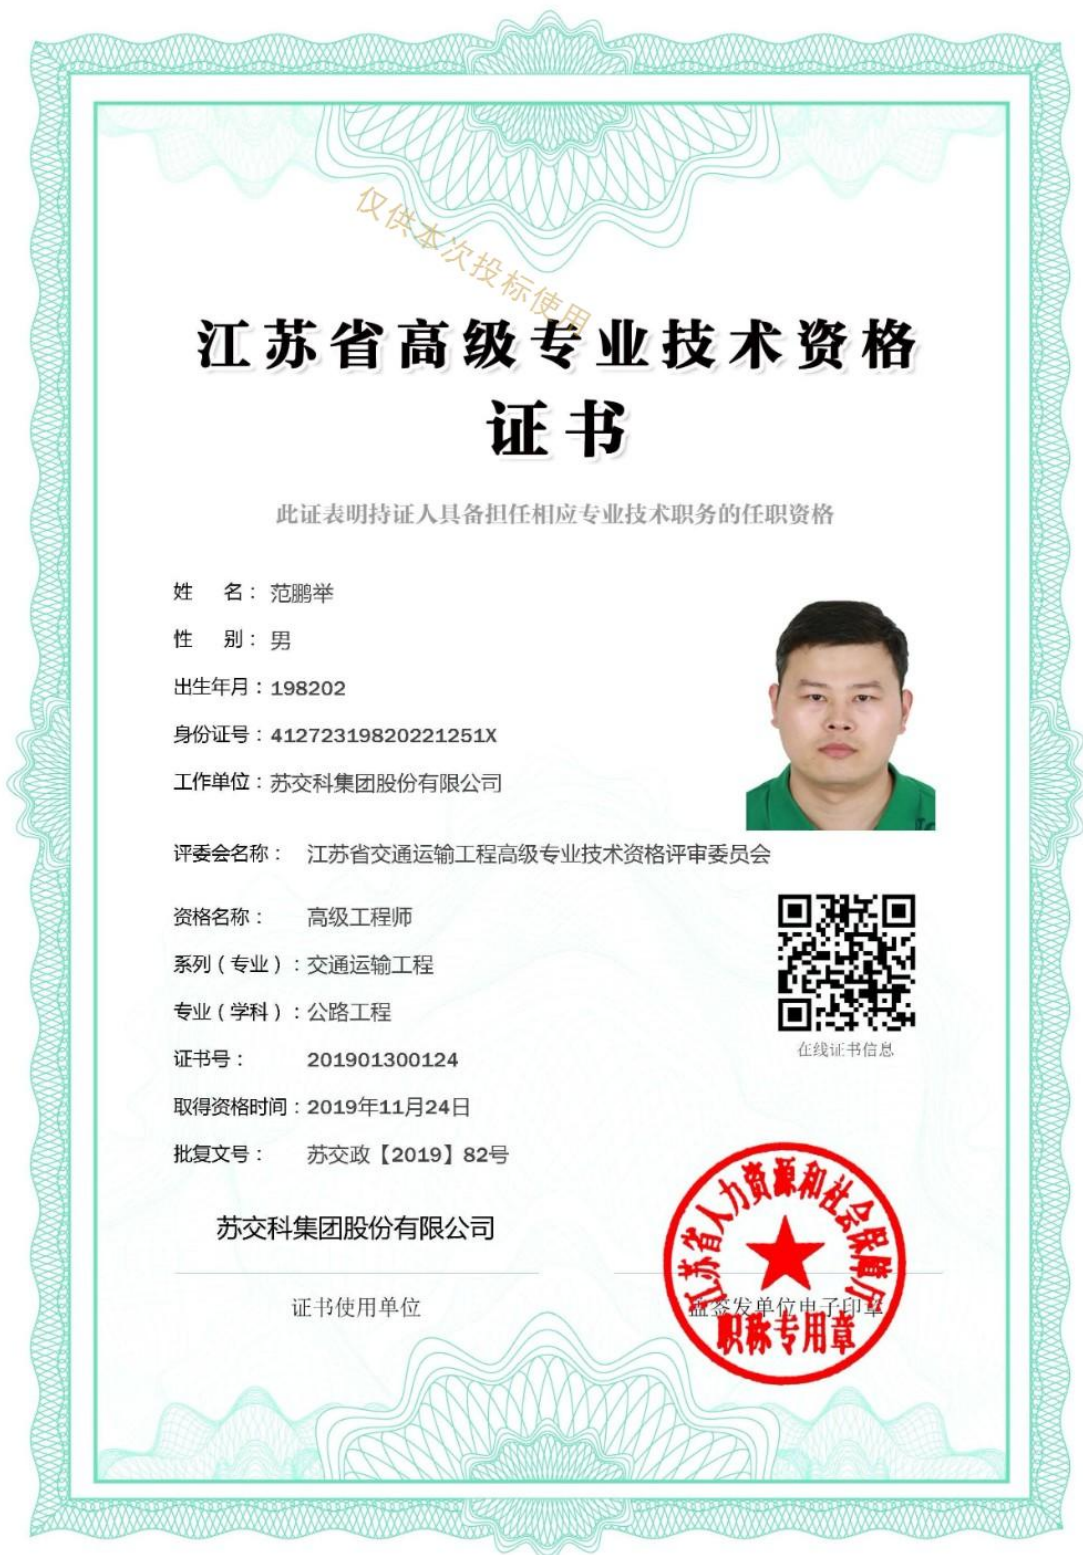 仅供本次投标使用
江苏省高级专业技术资格
证书
此证表明持证人具备担任相应专业技术职务的任职资格
姓 名：范鹏举
性 别：男
出生年月：198202
身份证号：41272319820221251X
工作单位：苏交科集团股份有限公司
评委会名称： 江苏省交通运输工程高级专业技术资格评审委员会
资格名称： 高级工程师
系列（专业）：交通运输工程
专业（学科）：公路工程
证书号： 201901300124
取得资格时间：2019年11月24日
批复文号： 苏交政【2019】82号
在线证书信息
苏交科集团股份有限公司
证书使用单位
江苏省人力资源和社会保障厅
监签发单位电子印章
职称专用章